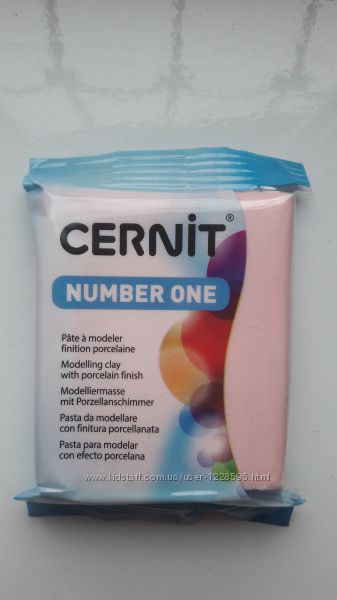 CERNiT®
NUMBER ONE
Pâte à modeler
finition porcelaine
Modelling clay
with porcelain finish
Modelliermasse
mit Porzellanschimmer
Pasta da modellare
con finitura porcellanata
Pasta para modelar
con efecto porcelana
www.kidstaff.com.ua/user-1228595.html